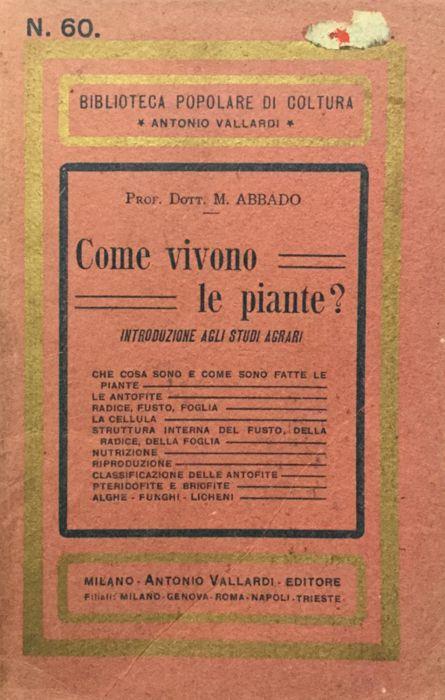 N. 60.
BIBLIOTECA POPOLARE DI COLTURA
* ANTONIO VALLARDI *
PROF. DOTT. M. ABBADO
Come vivono
le piante?
INTRODUZIONE AGLI STUDI AGRARI
CHE COSA SONO E COME SONO FATTE LE
PIANTE
LE ANTOFITE
RADICE, FUSTO, FOGLIA
LA CELLULA
STRUTTURA INTERNA DEL FUSTO, DELLA
RADICE, DELLA FOGLIA
NUTRIZIONE
RIPRODUZIONE
CLASSIFICAZIONE DELLE ANTOFITE
PTERIDOFITE E BRIOFITE
ALGHE - FUNGHI - LICHENI
MILANO - ANTONIO VALLARDI - EDITORE
Filiali: MILANO - GENOVA - ROMA - NAPOLI - TRIESTE